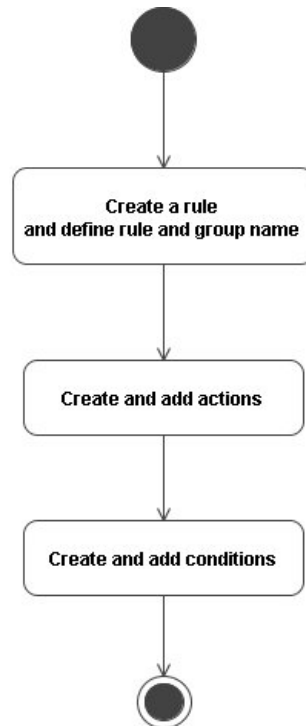 Create a rule
and define rule and group name
Create and add actions
Create and add conditions